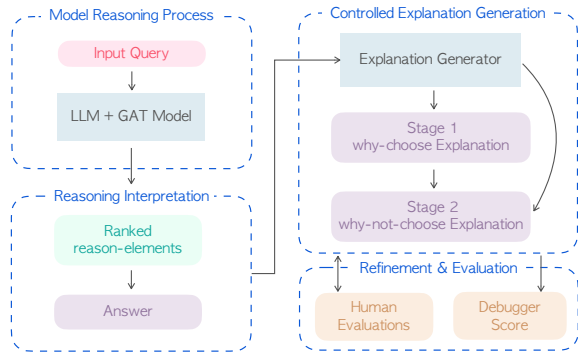 Model Reasoning Process
Input Query
LLM + GAT Model
Reasoning Interpretation
Ranked
reason-elements
Answer
Controlled Explanation Generation
Explanation Generator
Stage 1
why-choose Explanation
Stage 2
why-not-choose Explanation
Refinement & Evaluation
Human
Evaluations
Debugger
Score